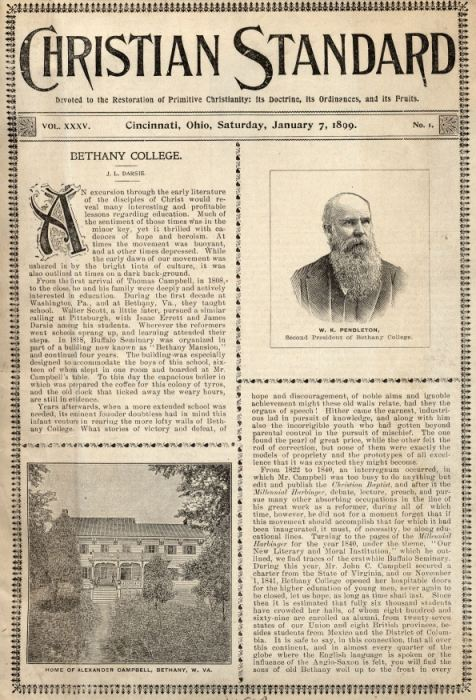 CHRISTIAN STANDARD
Devoted to the Restoration of Primitive Christianity: its Doctrine, its Ordinances, and its Fruits.
VOL. XXXV. Cincinnati, Ohio, Saturday, January 7, 1899. No. 1.
BETHANY COLLEGE.
J. L. DARSIE.
AN excursion through the early literature
of the disciples of Christ would re-
veal many interesting and profitable
lessons regarding education. Much of
the sentiment of those times was in the
minor key, yet it thrilled with ca-
dences of hope and heroism. At
times the movement was buoyant,
and at other times depressed. While
the early dawn of our movement was
ushered in by the bright tints of culture, it was
also outlined at times on a dark back-ground.
From the first arrival of Thomas Campbell, in 1808,
to the close, he and his family were deeply and actively
interested in education. During the first decade at
Washington, Pa., and at Bethany, Va., they taught
school. Walter Scott, a little later, pursued a similar
calling at Pittsburgh, with Isaac Errett and James
Darsie among his students. Wherever the reformers
went schools sprang up, and learning attended their
steps. In 1818, Buffalo Seminary was organized in
part of a building now known as "Bethany Mansion,"
and continued four years. The building was especially
designed to accommodate the boys of this school, six-
teen of whom slept in one room and boarded at Mr.
Campbell's table. To this day the capacious boiler in
which was prepared the coffee for this colony of tyros,
and the old clock that ticked away the weary hours,
are still in evidence.
Years afterwards, when a more extended school was
needed, its eminent founder doubtless had in mind this
infant venture in rearing the more lofty walls of Beth-
any College. What stories of victory and defeat, of
HOME OF ALEXANDER CAMPBELL, BETHANY, W. VA.
W. K. PENDLETON,
Second President of Bethany College.
hope and discouragement, of noble aims and ignoble
achievement might these old walls relate, had they the
organs of speech! Hither came the earnest, industri-
ous lad in pursuit of knowledge, and along with him
also the incorrigible youth who had gotten beyond
parental control in the pursuit of mischief. The one
found the pearl of great price, while the other felt the
rod of correction, but none of them were exactly the
models of propriety and the prototypes of all excel-
lence that it was expected they might become.
From 1822 to 1840, an interregnum occurred, in
which Mr. Campbell was too busy to do anything but
edit and publish the Christian Baptist, and after it the
Millennial Harbinger, debate, lecture, preach, and pur-
sue many other absorbing occupations in the line of
his great work as a reformer, during all of which
time, however, he did not for a moment forget that if
this movement should accomplish that for which it had
been inaugurated, it must, of necessity, be along edu-
cational lines. Turning to the pages of the Millennial
Harbinger for the year 1840, under the theme, "Our
New Literary and Moral Institution," which he out-
lined, we find traces of the erstwhile Buffalo Seminary.
During this year, Mr. John C. Campbell secured a
charter from the State of Virginia, and on November
1, 1841, Bethany College opened her hospitable doors
for the higher education of young men, never again to
be closed, let us hope, as long as time shall last. Since
then it is estimated that fully six thousand students
have crowded her halls, of whom eight hundred and
sixty-nine are enrolled as alumni, from twenty-seven
states of our Union and eight British provinces, be-
sides students from Mexico and the District of Colum-
bia. It is safe to say, in this connection, that all over
this continent, and in almost every quarter of the
globe where the English language is spoken or the
influence of the Anglo-Saxon is felt, you will find the
sons of old Bethany well up to the front in every